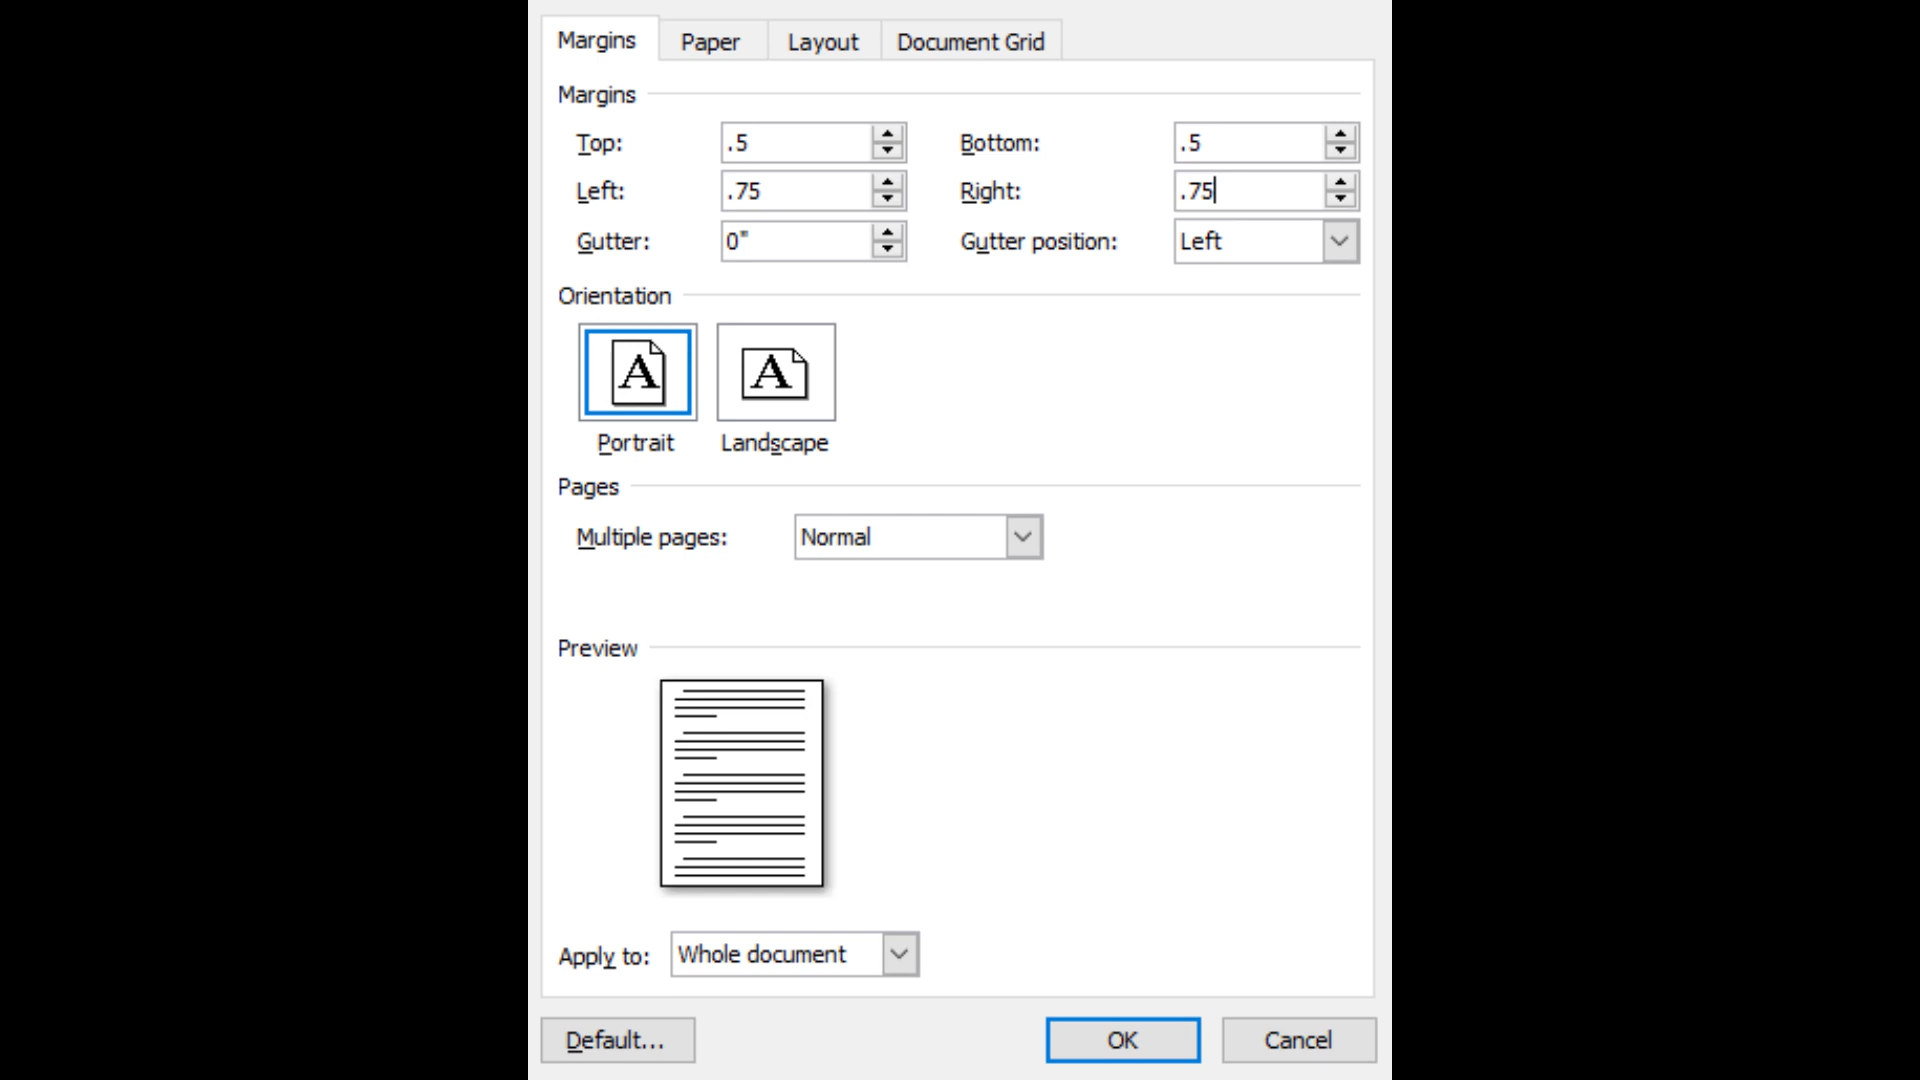 Margins Paper Layout Document Grid
Margins
Top: .5 Bottom: .5
Left: .75 Right: .75
Gutter: 0" Gutter position: Left
Orientation
A A
Portrait Landscape
Pages
Multiple pages: Normal
Preview
Apply to: Whole document
Default... OK Cancel